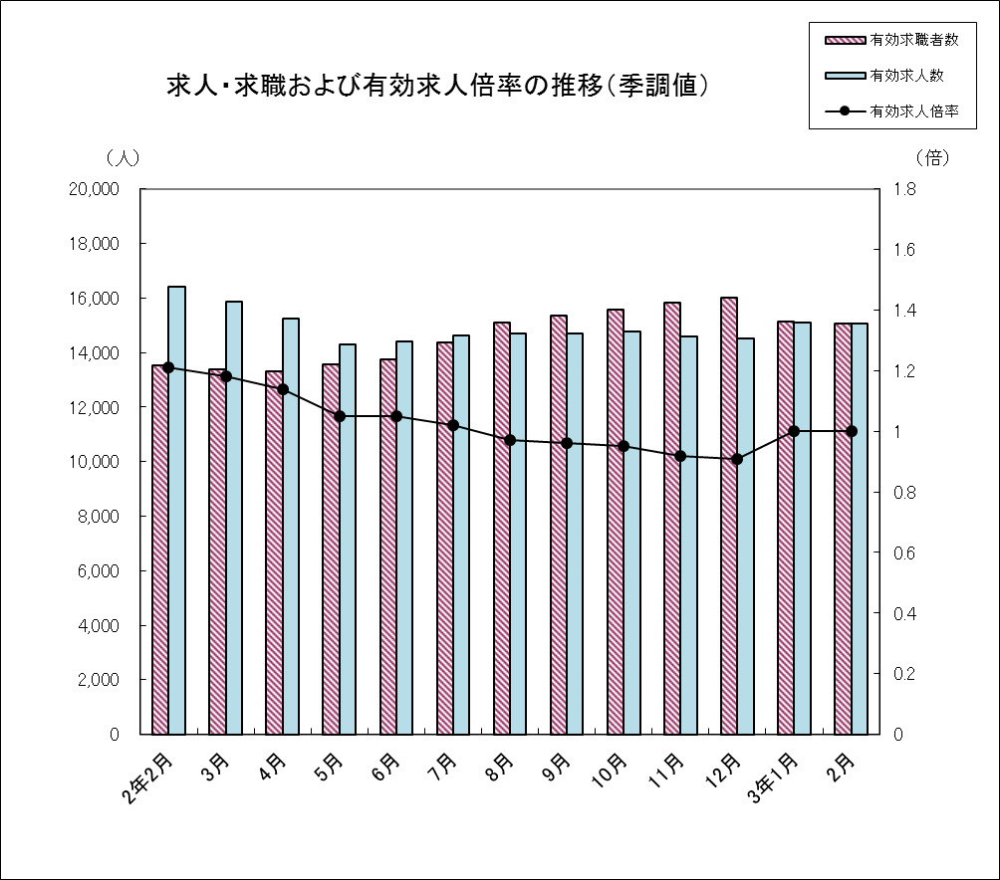 有効求職者数
有効求人数
有効求人倍率
求人・求職および有効求人倍率の推移（季調値）
（人）
（倍）
20,000
18,000
16,000
14,000
12,000
10,000
8,000
6,000
4,000
2,000
0
1.8
1.6
1.4
1.2
1
0.8
0.6
0.4
0.2
0
2年2月
3月
4月
5月
6月
7月
8月
9月
10月
11月
12月
3年1月
2月